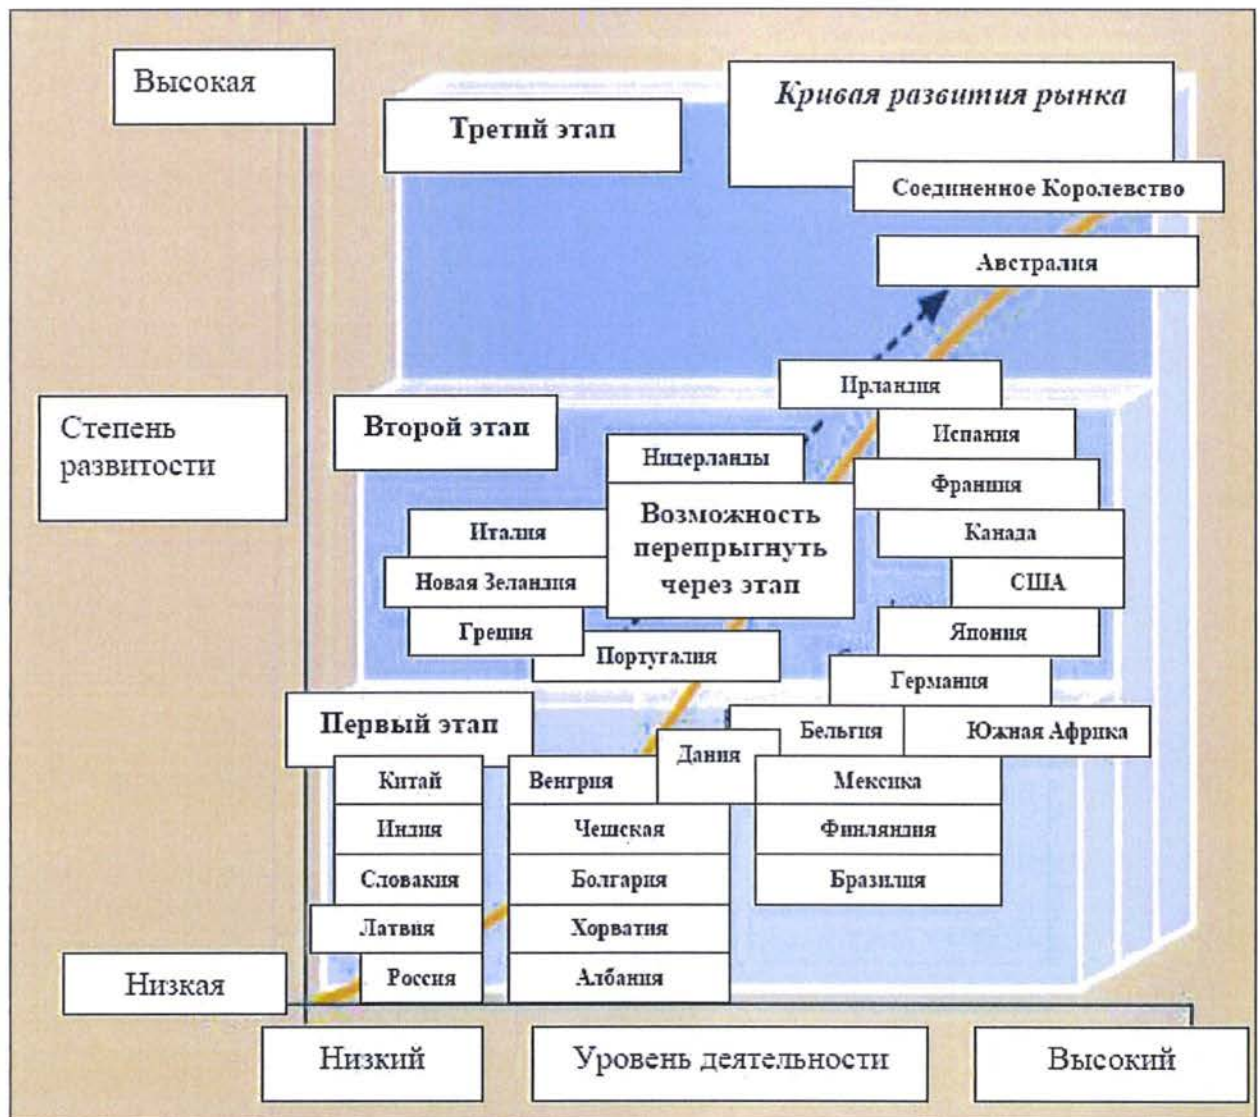 Высокая
Кривая развития рынка
Третий этап
Соединенное Королевство
Австралия
Ирландия
Степень
развитости
Второй этап
Испания
Нидерланды
Франция
Возможность
перепрыгнуть
через этап
Италия
Канада
Новая Зеландия
США
Греция
Япония
Португалия
Германия
Первый этап
Бельгия
Южная Африка
Дания
Китай
Венгрия
Мексика
Индия
Чешская
Финляндия
Словакия
Болгария
Бразилия
Латвия
Хорватия
Россия
Албания
Низкая
Низкий
Уровень деятельности
Высокий